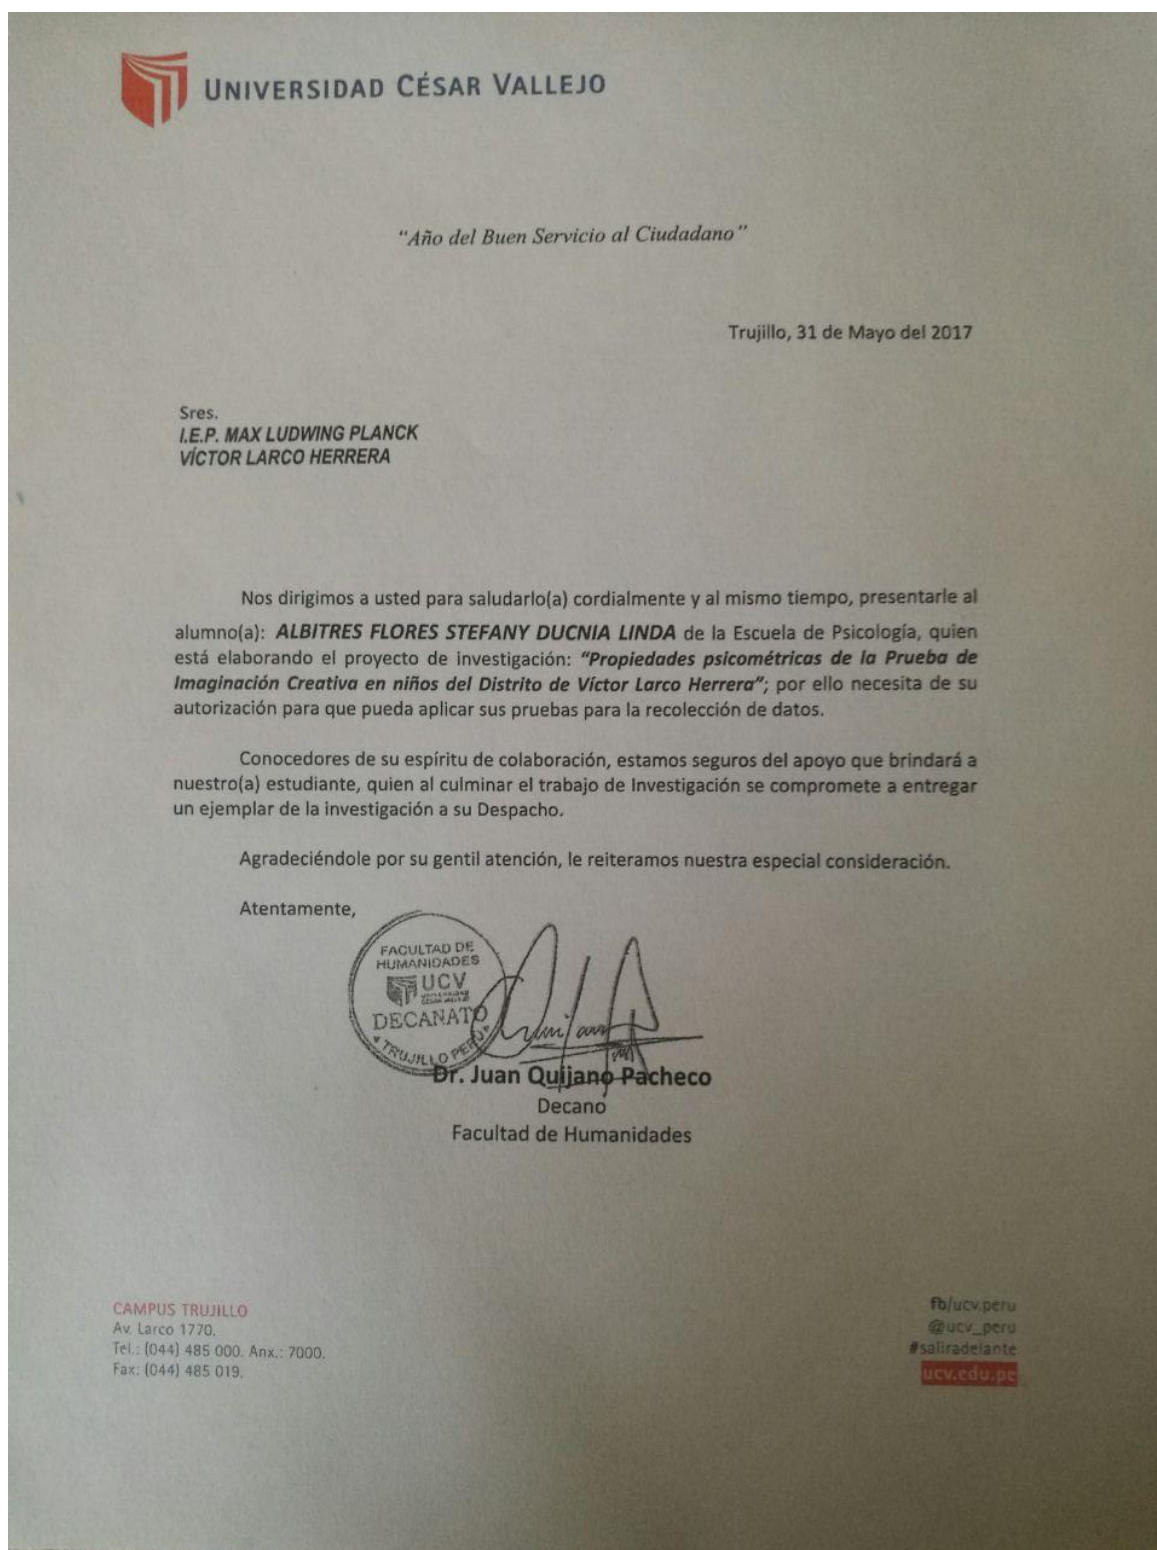 UNIVERSIDAD CÉSAR VALLEJO
"Año del Buen Servicio al Ciudadano"
Trujillo, 31 de Mayo del 2017
Sres.
I.E.P. MAX LUDWING PLANCK
VÍCTOR LARCO HERRERA
Nos dirigimos a usted para saludarlo(a) cordialmente y al mismo tiempo, presentarle al
alumno(a): ALBITRES FLORES STEFANY DUCNIA LINDA de la Escuela de Psicología, quien
está elaborando el proyecto de investigación: "Propiedades psicométricas de la Prueba de
Imaginación Creativa en niños del Distrito de Víctor Larco Herrera"; por ello necesita de su
autorización para que pueda aplicar sus pruebas para la recolección de datos.
Conocedores de su espíritu de colaboración, estamos seguros del apoyo que brindará a
nuestro(a) estudiante, quien al culminar el trabajo de Investigación se compromete a entregar
un ejemplar de la investigación a su Despacho.
Agradeciéndole por su gentil atención, le reiteramos nuestra especial consideración.
Atentamente,
FACULTAD DE
HUMANIDADES
UCV
UNIVERSIDAD
CÉSAR VALLEJO
DECANATO
TRUJILLO PERÚ
Dr. Juan Quijano Pacheco
Decano
Facultad de Humanidades
CAMPUS TRUJILLO
Av. Larco 1770.
Tel.: (044) 485 000. Anx.: 7000.
Fax: (044) 485 019.
fb/ucv.peru
@ucv_peru
#saliradelante
ucv.edu.pe